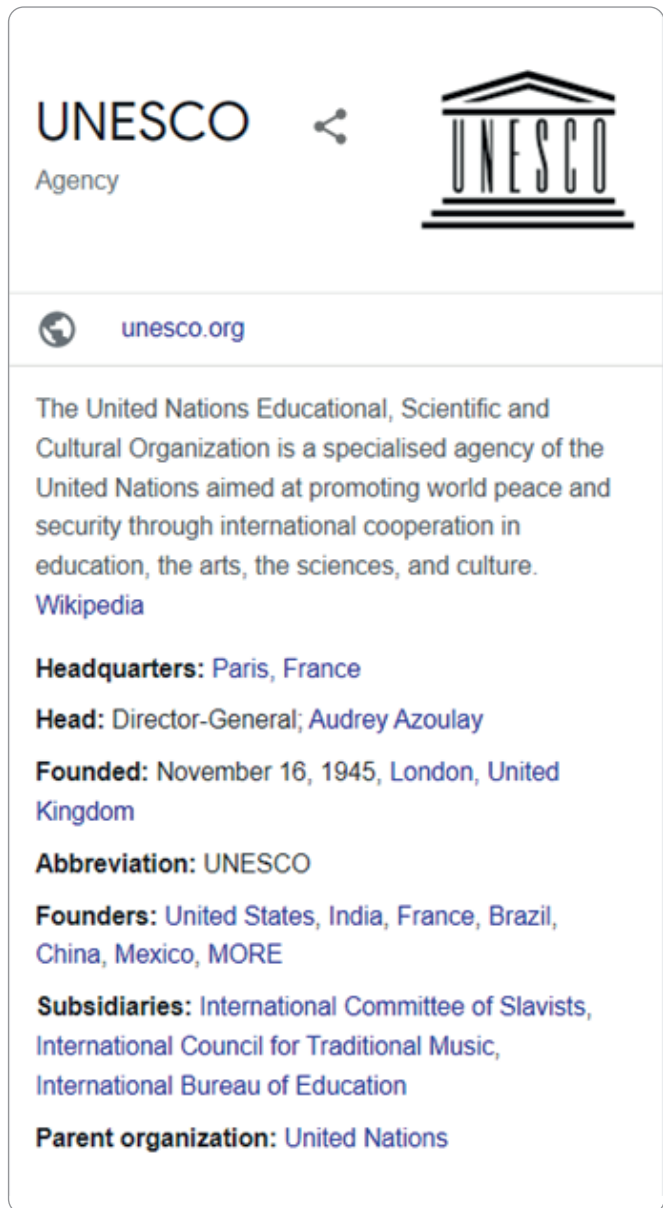 UNESCO
Agency
UNESCO
unesco.org
The United Nations Educational, Scientific and
Cultural Organization is a specialised agency of the
United Nations aimed at promoting world peace and
security through international cooperation in
education, the arts, the sciences, and culture.
Wikipedia
Headquarters: Paris, France
Head: Director-General; Audrey Azoulay
Founded: November 16, 1945, London, United
Kingdom
Abbreviation: UNESCO
Founders: United States, India, France, Brazil,
China, Mexico, MORE
Subsidiaries: International Committee of Slavists,
International Council for Traditional Music,
International Bureau of Education
Parent organization: United Nations